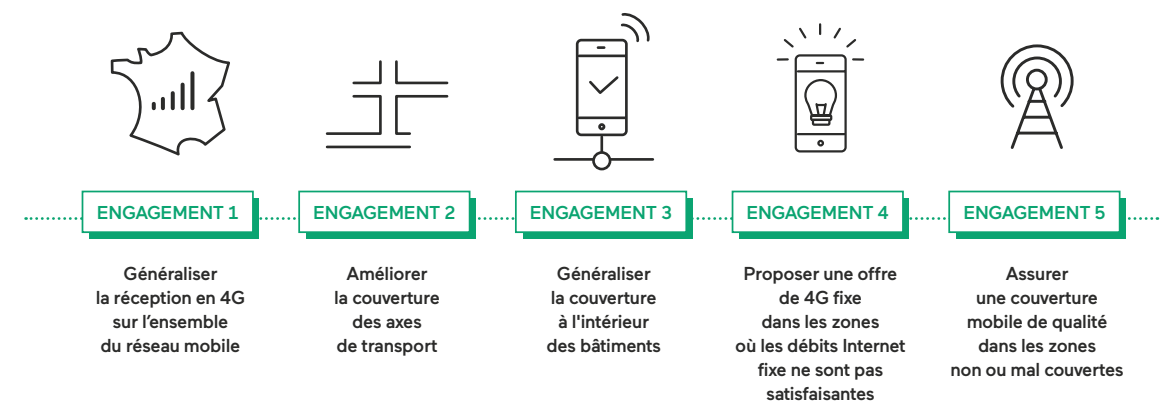 ENGAGEMENT 1
Généraliser
la réception en 4G
sur l’ensemble
du réseau mobile
ENGAGEMENT 2
Améliorer
la couverture
des axes
de transport
ENGAGEMENT 3
Généraliser
la couverture
à l'intérieur
des bâtiments
ENGAGEMENT 4
Proposer une offre
de 4G fixe
dans les zones
où les débits Internet
fixe ne sont pas
satisfaisantes
ENGAGEMENT 5
Assurer
une couverture
mobile de qualité
dans les zones
non ou mal couvertes